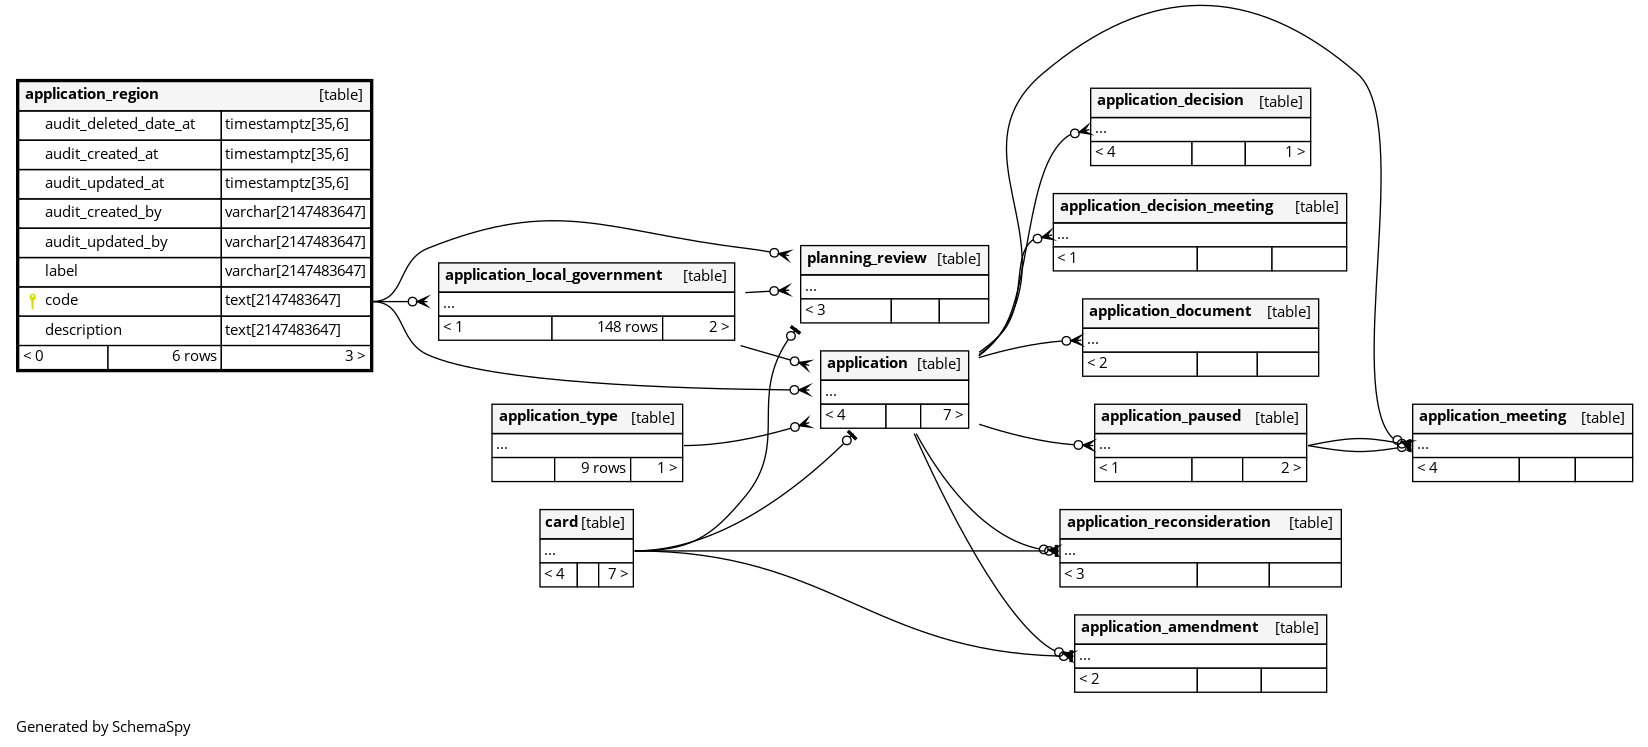 application_region [table]
audit_deleted_date_at timestamptz[35,6]
audit_created_at timestamptz[35,6]
audit_updated_at timestamptz[35,6]
audit_created_by varchar[2147483647]
audit_updated_by varchar[2147483647]
label varchar[2147483647]
code text[2147483647]
description text[2147483647]
< 0 6 rows 3 >
application_local_government [table]
...
< 1 148 rows 2 >
application_type [table]
...
9 rows 1 >
card [table]
...
< 4 7 >
planning_review [table]
...
< 3
application [table]
...
< 4 7 >
application_decision [table]
...
< 4 1 >
application_decision_meeting [table]
...
< 1
application_document [table]
...
< 2
application_paused [table]
...
< 1 2 >
application_reconsideration [table]
...
< 3
application_amendment [table]
...
< 2
application_meeting [table]
...
< 4
Generated by SchemaSpy